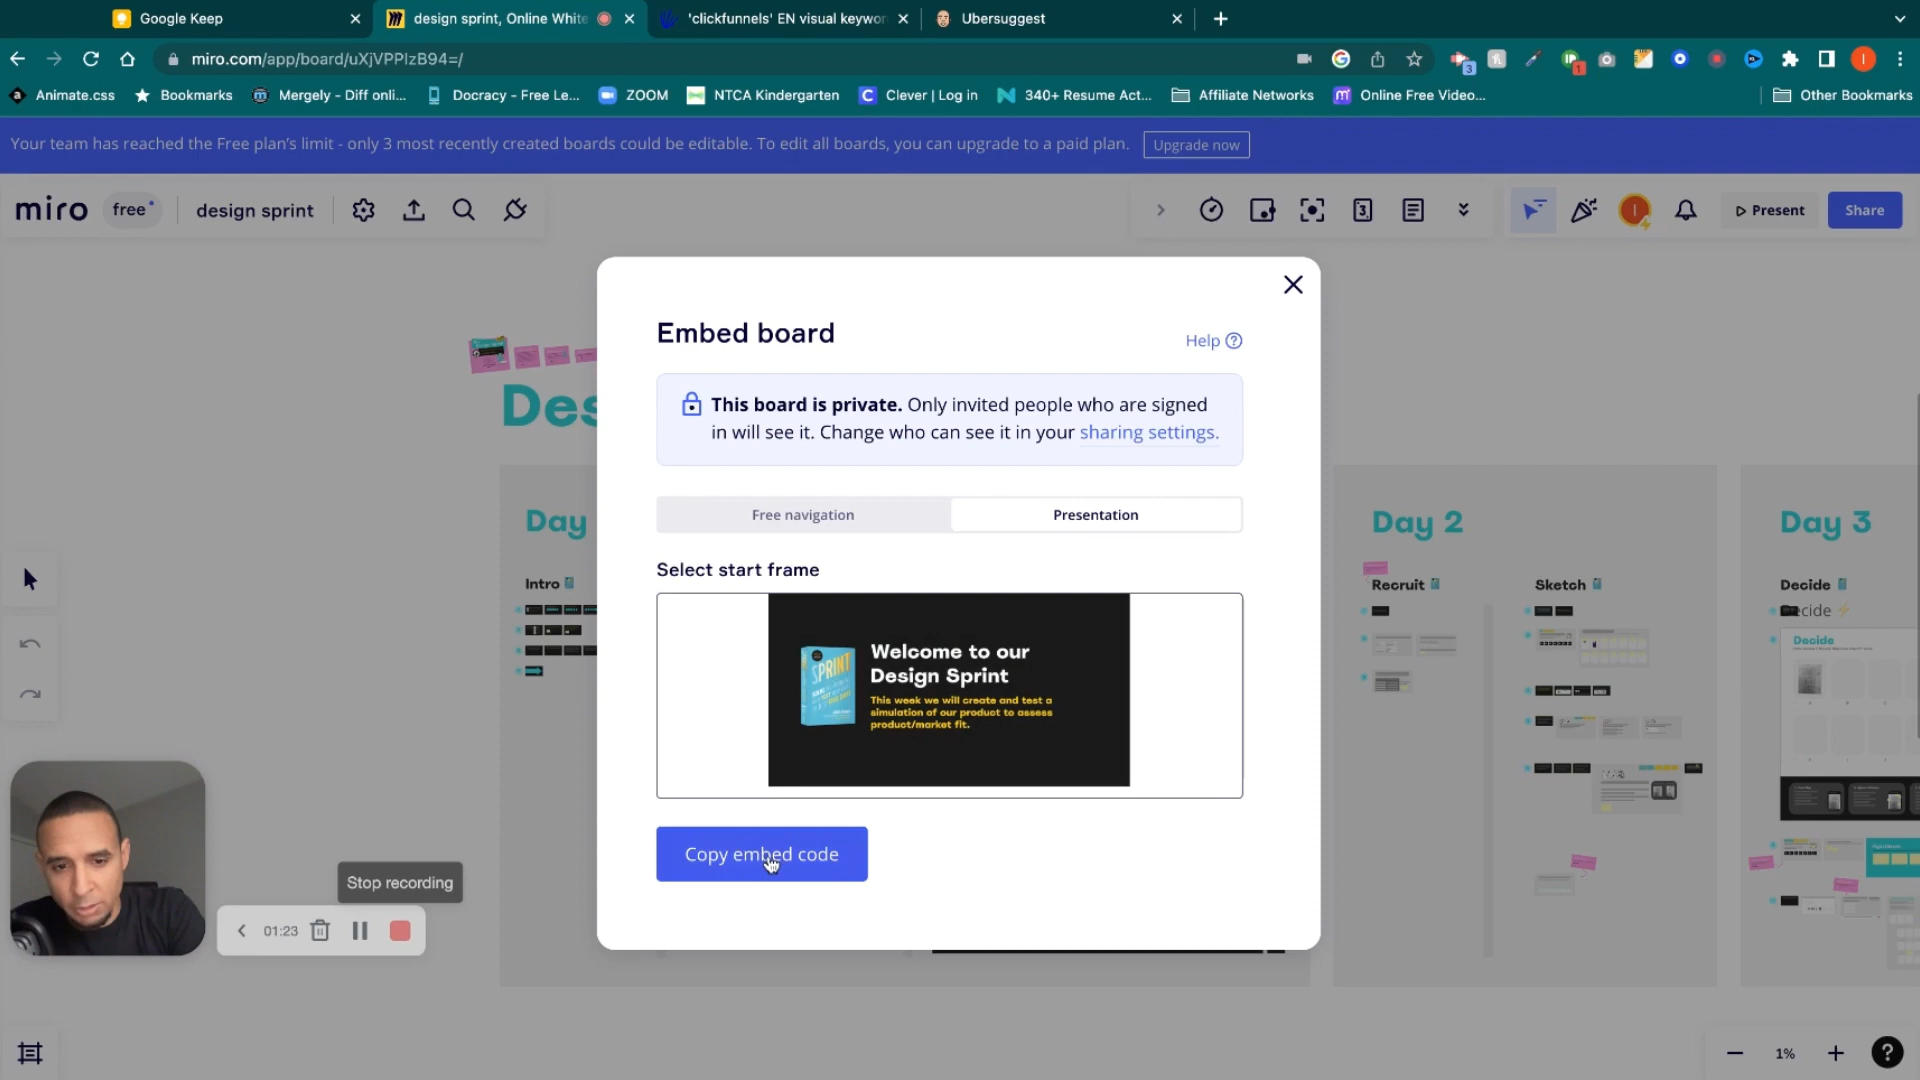 Google Keep
design sprint, Online White
'clickfunnels' EN visual keywor
Ubersuggest
miro.com/app/board/uXjVPPIzB94=/
3
1
I
Animate.css
Bookmarks
Mergely - Diff onli...
Docracy - Free Le...
ZOOM
NTCA Kindergarten
Clever | Log in
340+ Resume Act...
Affiliate Networks
Online Free Video...
Other Bookmarks
Your team has reached the Free plan's limit - only 3 most recently created boards could be editable. To edit all boards, you can upgrade to a paid plan.
Upgrade now
miro
free
design sprint
3
I
Present
Share
Embed board
Help
This board is private. Only invited people who are signed
in will see it. Change who can see it in your sharing settings.
Free navigation
Presentation
Select start frame
SPRINT
Welcome to our
Design Sprint
This week we will create and test a
simulation of our product to assess
product/market fit.
Copy embed code
Des
Day
Intro
Day 2
Recruit
Sketch
Day 3
Decide
Decide
Decide
Stop recording
01:23
1%